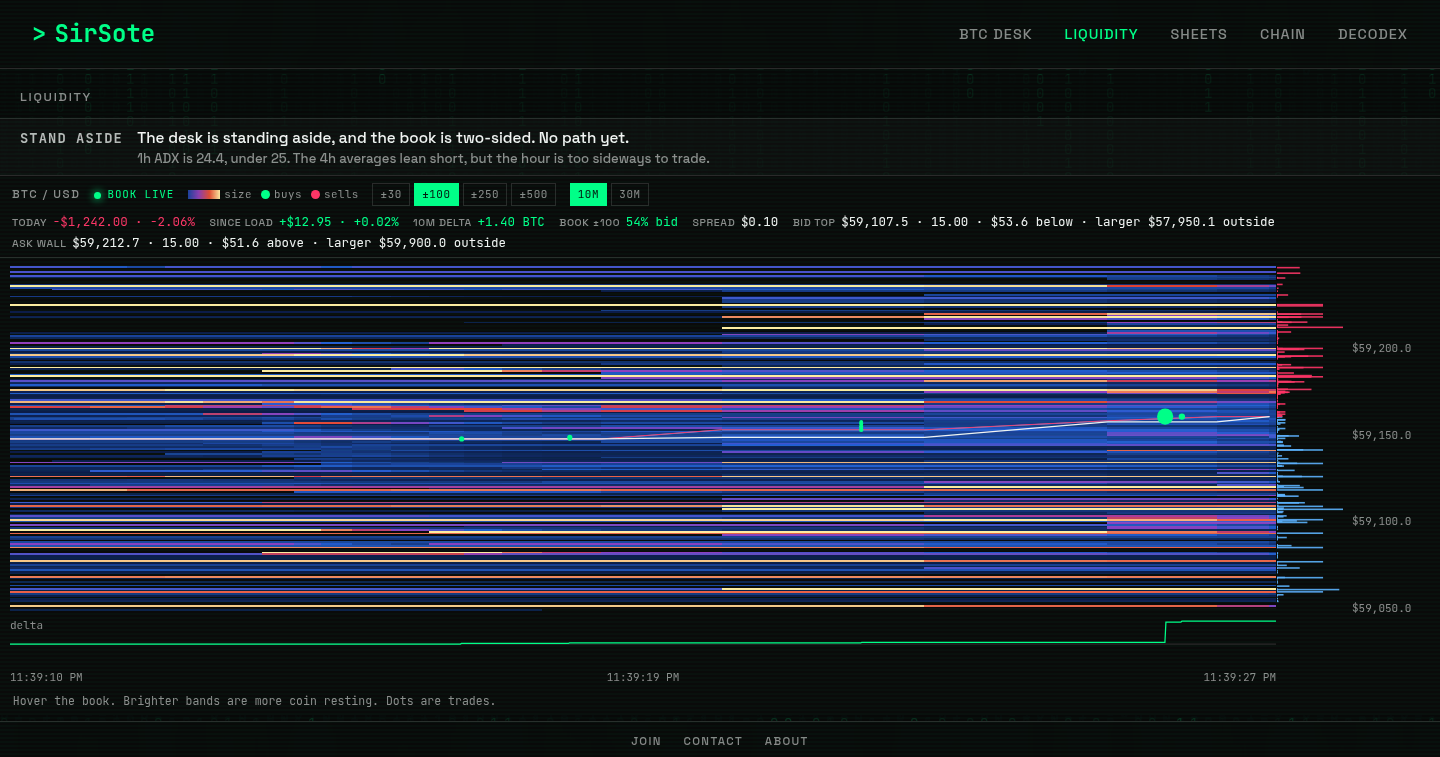 > SirSote
BTC DESK LIQUIDITY SHEETS CHAIN DECODEX
LIQUIDITY
STAND ASIDE The desk is standing aside, and the book is two-sided. No path yet.
1h ADX is 24.4, under 25. The 4h averages lean short, but the hour is too sideways to trade.
BTC / USD BOOK LIVE size buys sells ±30 ±100 ±250 ±500 10M 30M
TODAY -$1,242.00 · -2.06% SINCE LOAD +$12.95 · +0.02% 10M DELTA +1.40 BTC BOOK ±100 54% bid SPREAD $0.10 BID TOP $59,107.5 · 15.00 · $53.6 below · larger $57,950.1 outside
ASK WALL $59,212.7 · 15.00 · $51.6 above · larger $59,900.0 outside
$59,200.0
$59,150.0
$59,100.0
$59,050.0
delta
11:39:10 PM 11:39:19 PM 11:39:27 PM
Hover the book. Brighter bands are more coin resting. Dots are trades.
JOIN CONTACT ABOUT